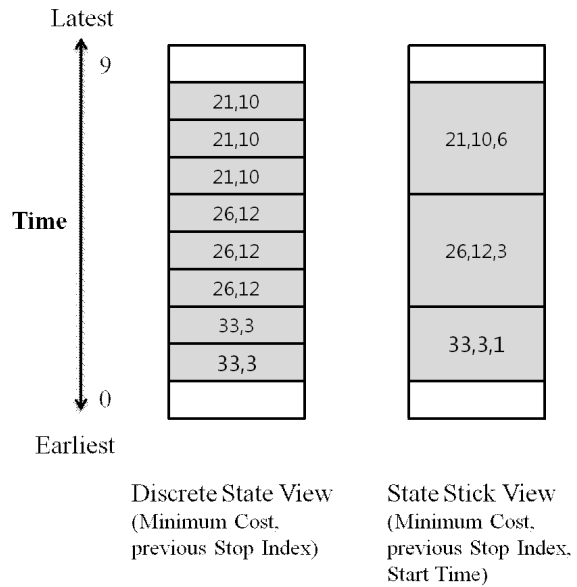 Latest
9
21,10
21,10
21,10
26,12
26,12
26,12
33,3
33,3
21,10,6
26,12,3
33,3,1
Time
0
Earliest
Discrete State View
(Minimum Cost,
previous Stop Index)
State Stick View
(Minimum Cost,
previous Stop Index,
Start Time)